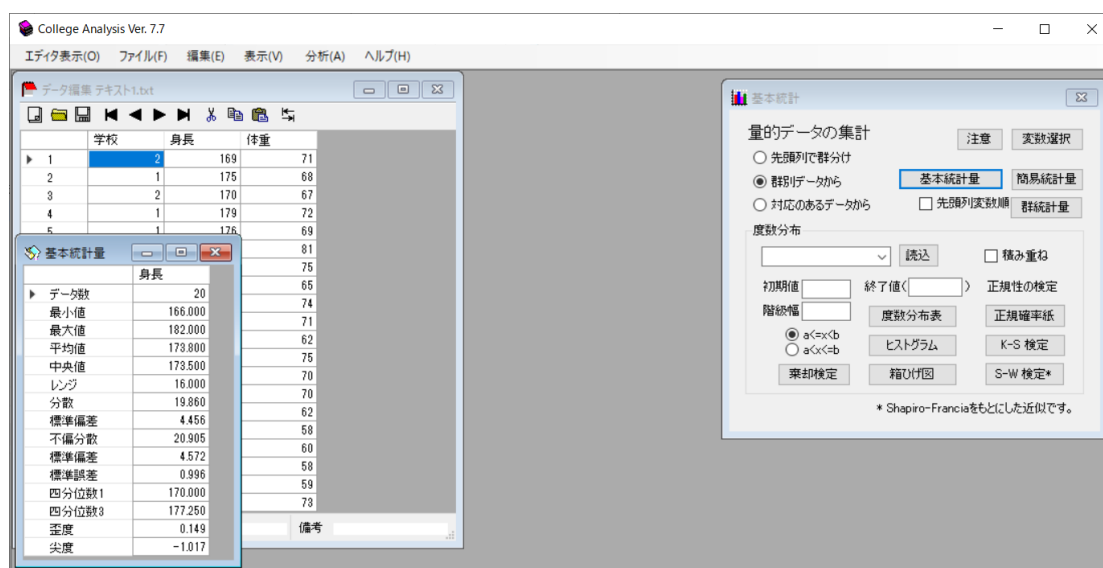 College Analysis Ver. 7.7
エディタ表示(O) ファイル(F) 編集(E) 表示(V) 分析(A) ヘルプ(H)
データ編集 テキスト1.txt
学校 身長 体重
1 2 169 71
2 1 175 68
3 2 170 67
4 1 179 72
5 1 176 69
81
75
65
74
71
62
75
70
70
62
58
60
58
59
73
備考
基本統計量
身長
データ数 20
最小値 166.000
最大値 182.000
平均値 173.800
中央値 173.500
レンジ 16.000
分散 19.860
標準偏差 4.456
不偏分散 20.905
標準偏差 4.572
標準誤差 0.996
四分位数1 170.000
四分位数3 177.250
歪度 0.149
尖度 -1.017
基本統計
量的データの集計 注意 変数選択
先頭列で群分け
群別データから 基本統計量 簡易統計量
対応のあるデータから 先頭列変数順 群統計量
度数分布
読込 積み重ね
初期値 終了値( ) 正規性の検定
階級幅 度数分布表 正規確率紙
a<=x<b
a<x<=b
ヒストグラム K-S 検定
棄却検定 箱ひげ図 S-W 検定*
* Shapiro-Franciaをもとにした近似です。